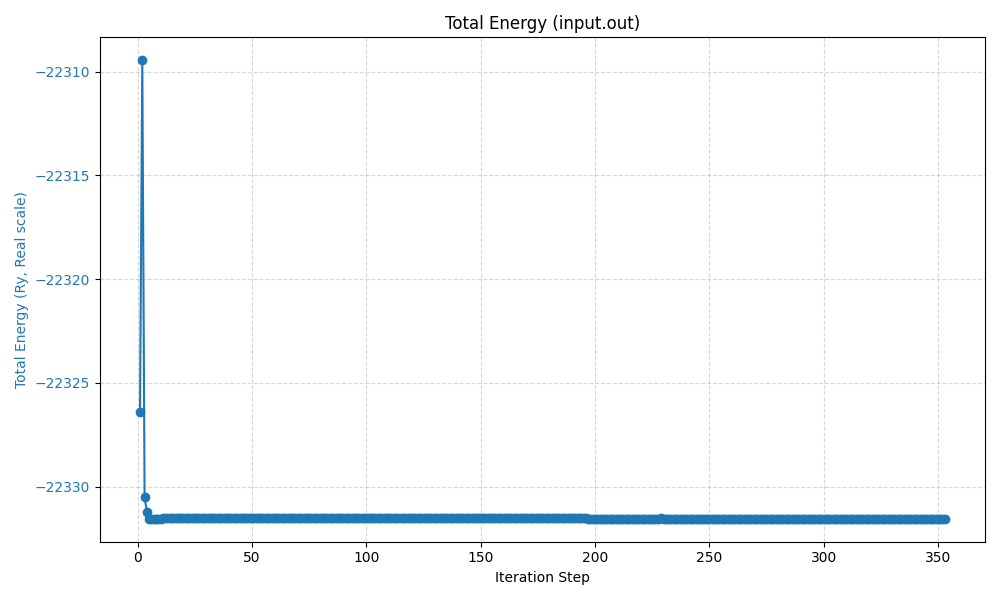 Total Energy (input.out)
Total Energy (Ry, Real scale)
−22310
−22315
−22320
−22325
−22330
0 50 100 150 200 250 300 350
Iteration Step